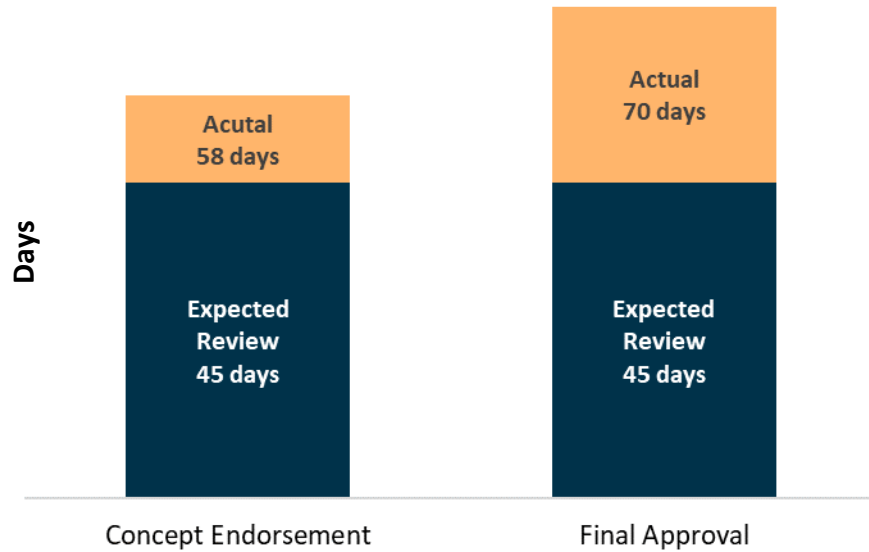 Days
Acutal
58 days
Expected
Review
45 days
Concept Endorsement
Actual
70 days
Expected
Review
45 days
Final Approval